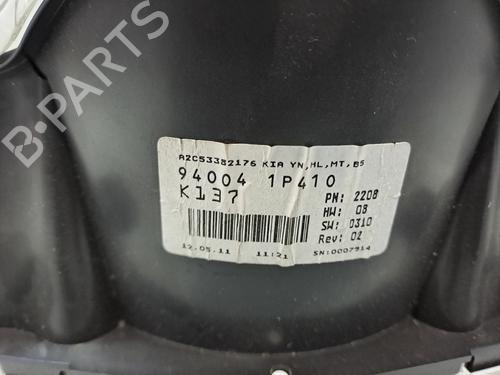 A2C53382176 KIA YN,HL,MT,B5
94004 1P410
K137
PN: 2208
HW: 08
SW: 0310
Rev: 02
12.05.11 11:21 SN:0007914